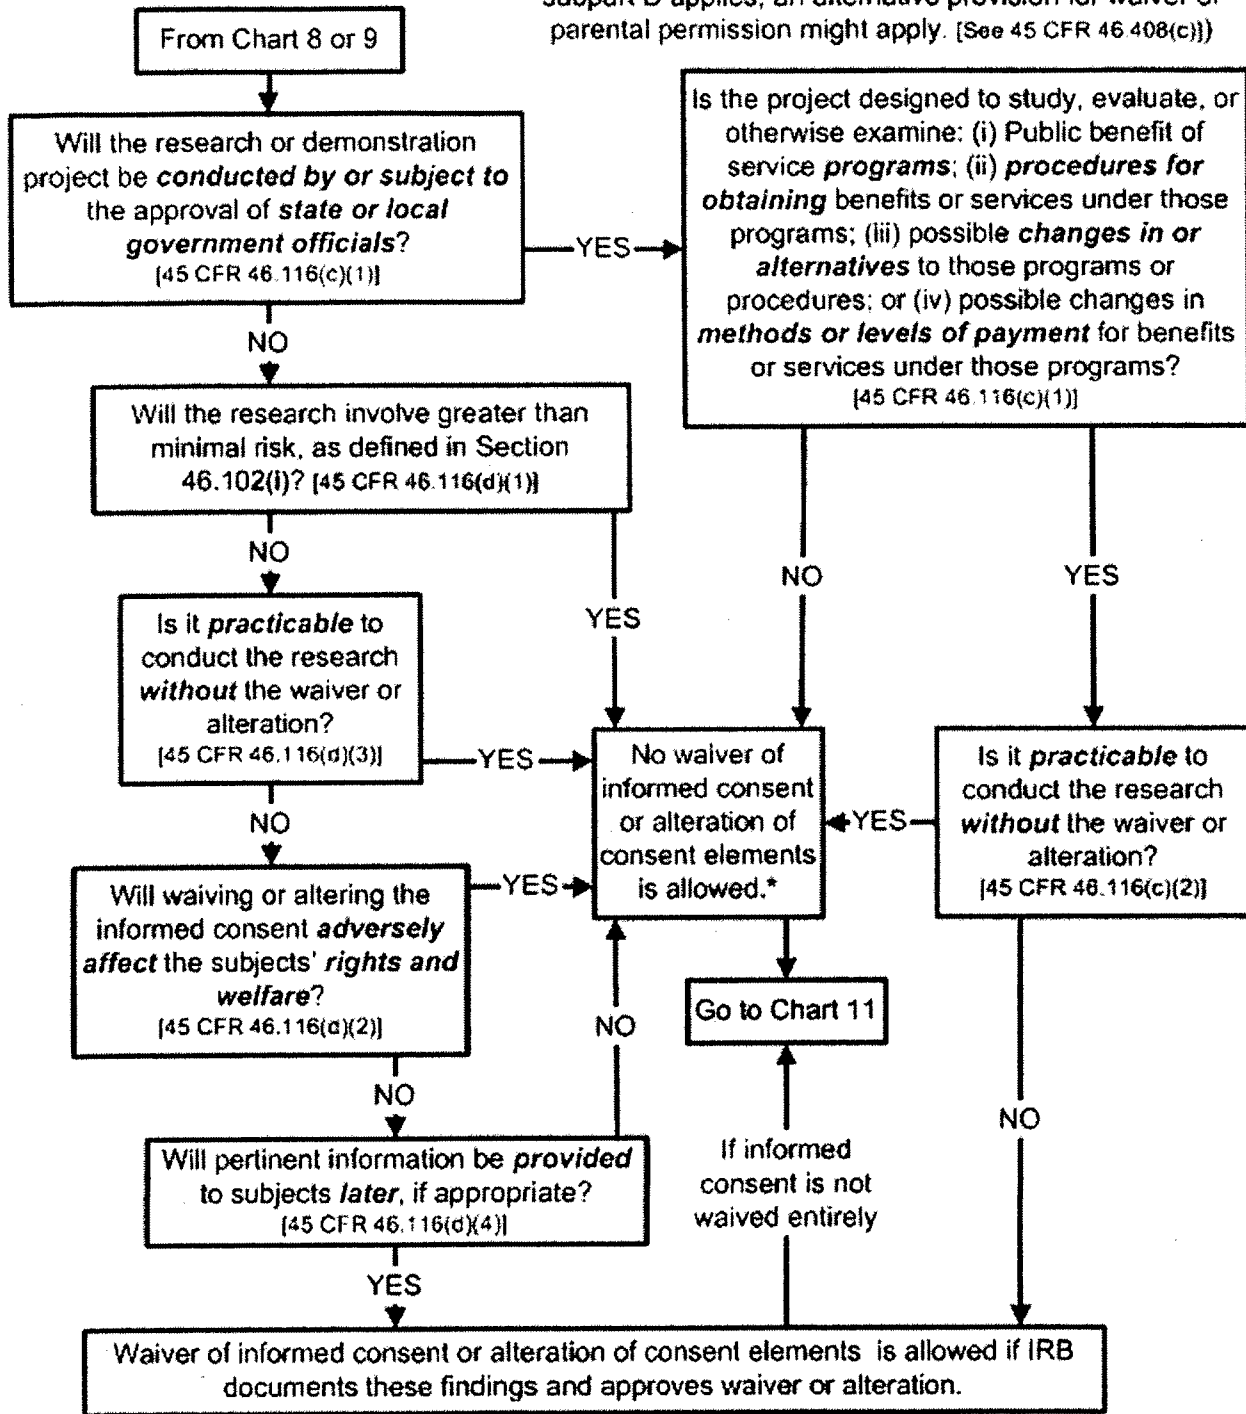 subpart D applies, an alternative provision for waiver of
parental permission might apply. [See 45 CFR 46.408(c)])
From Chart 8 or 9
Will the research or demonstration
project be conducted by or subject to
the approval of state or local
government officials?
[45 CFR 46.116(c)(1)]
YES
Is the project designed to study, evaluate, or
otherwise examine: (i) Public benefit of
service programs; (ii) procedures for
obtaining benefits or services under those
programs; (iii) possible changes in or
alternatives to those programs or
procedures; or (iv) possible changes in
methods or levels of payment for benefits
or services under those programs?
[45 CFR 46.116(c)(1)]
NO
Will the research involve greater than
minimal risk, as defined in Section
46.102(i)? [45 CFR 46.116(d)(1)]
NO
YES
NO
YES
Is it practicable to
conduct the research
without the waiver or
alteration?
[45 CFR 46.116(d)(3)]
YES
No waiver of
informed consent
or alteration of
consent elements
is allowed.*
YES
Is it practicable to
conduct the research
without the waiver or
alteration?
[45 CFR 46.116(c)(2)]
NO
Will waiving or altering the
informed consent adversely
affect the subjects' rights and
welfare?
[45 CFR 46.116(d)(2)]
YES
Go to Chart 11
NO
NO
NO
Will pertinent information be provided
to subjects later, if appropriate?
[45 CFR 46.116(d)(4)]
If informed
consent is not
waived entirely
YES
Waiver of informed consent or alteration of consent elements is allowed if IRB
documents these findings and approves waiver or alteration.